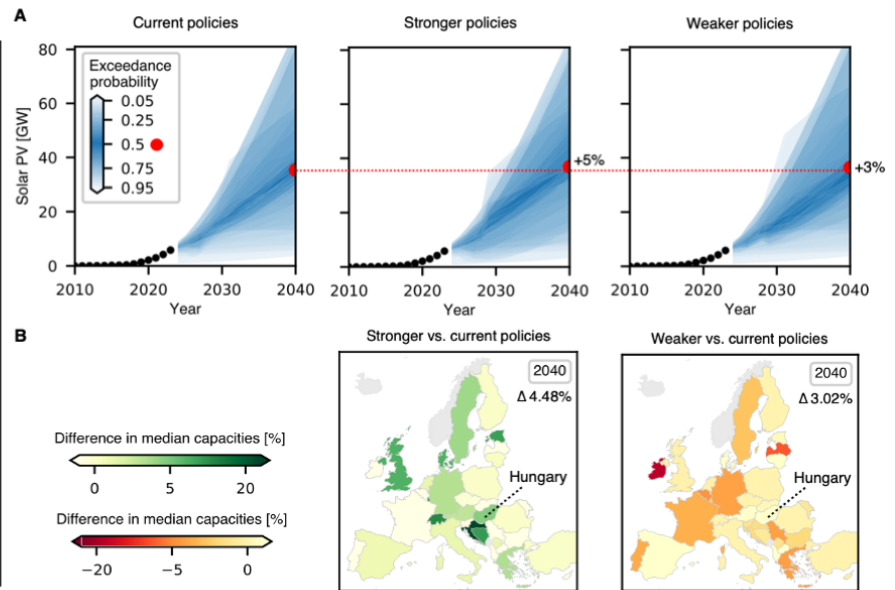 A
Current policies
Stronger policies
Weaker policies
Solar PV [GW]
80
60
40
20
0
Exceedance
probability
0.05
0.25
0.5
0.75
0.95
+5%
+3%
2010 2020 2030 2040
2010 2020 2030 2040
2010 2020 2030 2040
Year
Year
Year
B
Stronger vs. current policies
Weaker vs. current policies
2040
Δ 4.48%
Hungary
2040
Δ 3.02%
Hungary
Difference in median capacities [%]
0 5 20
Difference in median capacities [%]
−20 −5 0